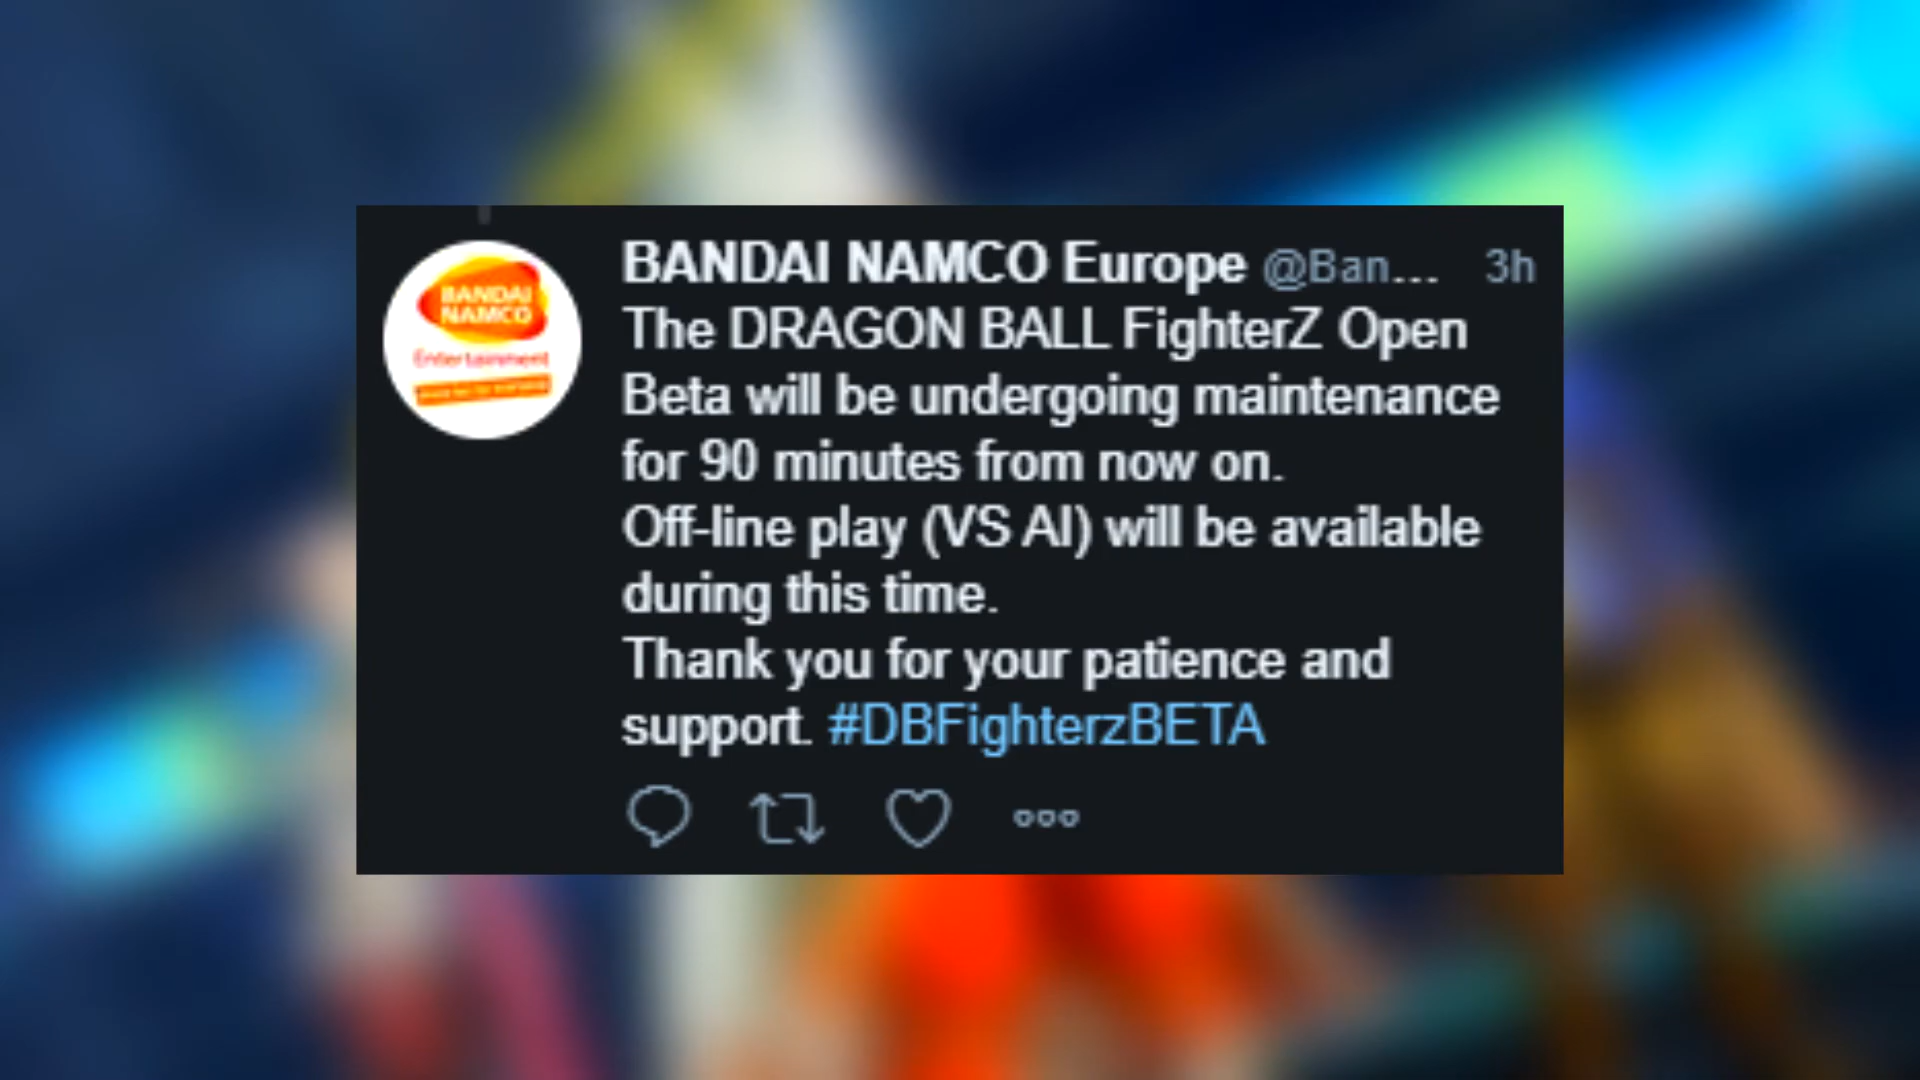 BANDAI NAMCO Europe @Ban... 3h
The DRAGON BALL FighterZ Open
Beta will be undergoing maintenance
for 90 minutes from now on.
Off-line play (VS AI) will be available
during this time.
Thank you for your patience and
support. #DBFighterzBETA
BANDAI
NAMCO
Entertainment